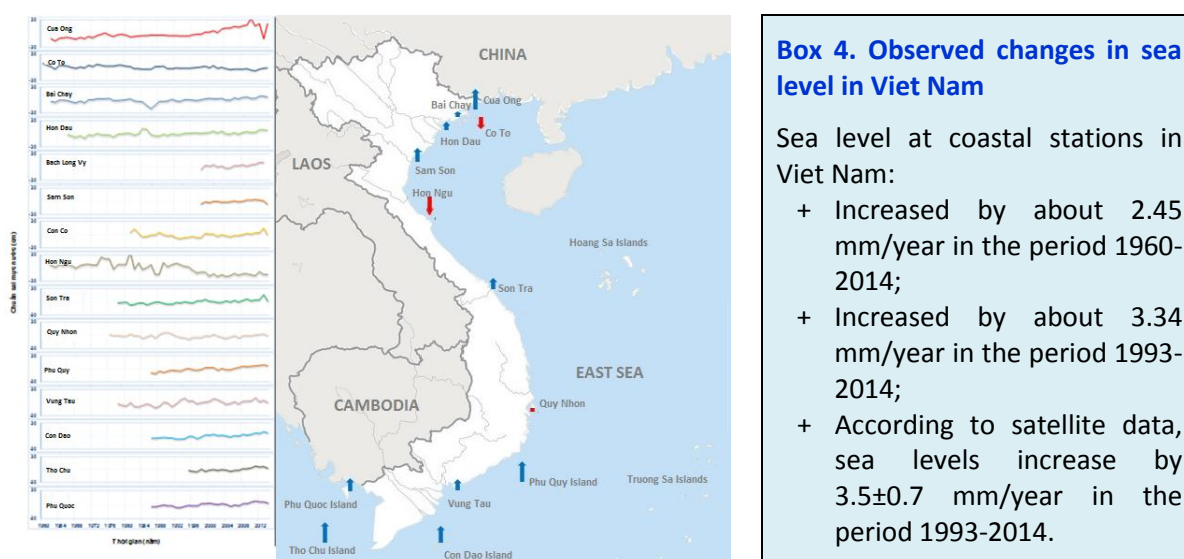 Cua Ong
Co To
Bai Chay
Hon Dau
Bach Long Vy
Sam Son
Con Co
Hon Ngu
Son Tra
Quy Nhon
Phu Quy
Vung Tau
Con Dao
Tho Chu
Phu Quoc
Thời gian (năm)
CHINA
Bai Chay
Cua Ong
Co To
Hon Dau
LAOS
Sam Son
Hon Ngu
Hoang Sa Islands
Son Tra
EAST SEA
CAMBODIA
Quy Nhon
Phu Quy Island
Truong Sa Islands
Vung Tau
Phu Quoc Island
Tho Chu Island
Con Dao Island
Box 4. Observed changes in sea
level in Viet Nam
Sea level at coastal stations in
Viet Nam:
+ Increased by about 2.45
mm/year in the period 1960-
2014;
+ Increased by about 3.34
mm/year in the period 1993-
2014;
+ According to satellite data,
sea levels increase by
3.5±0.7 mm/year in the
period 1993-2014.